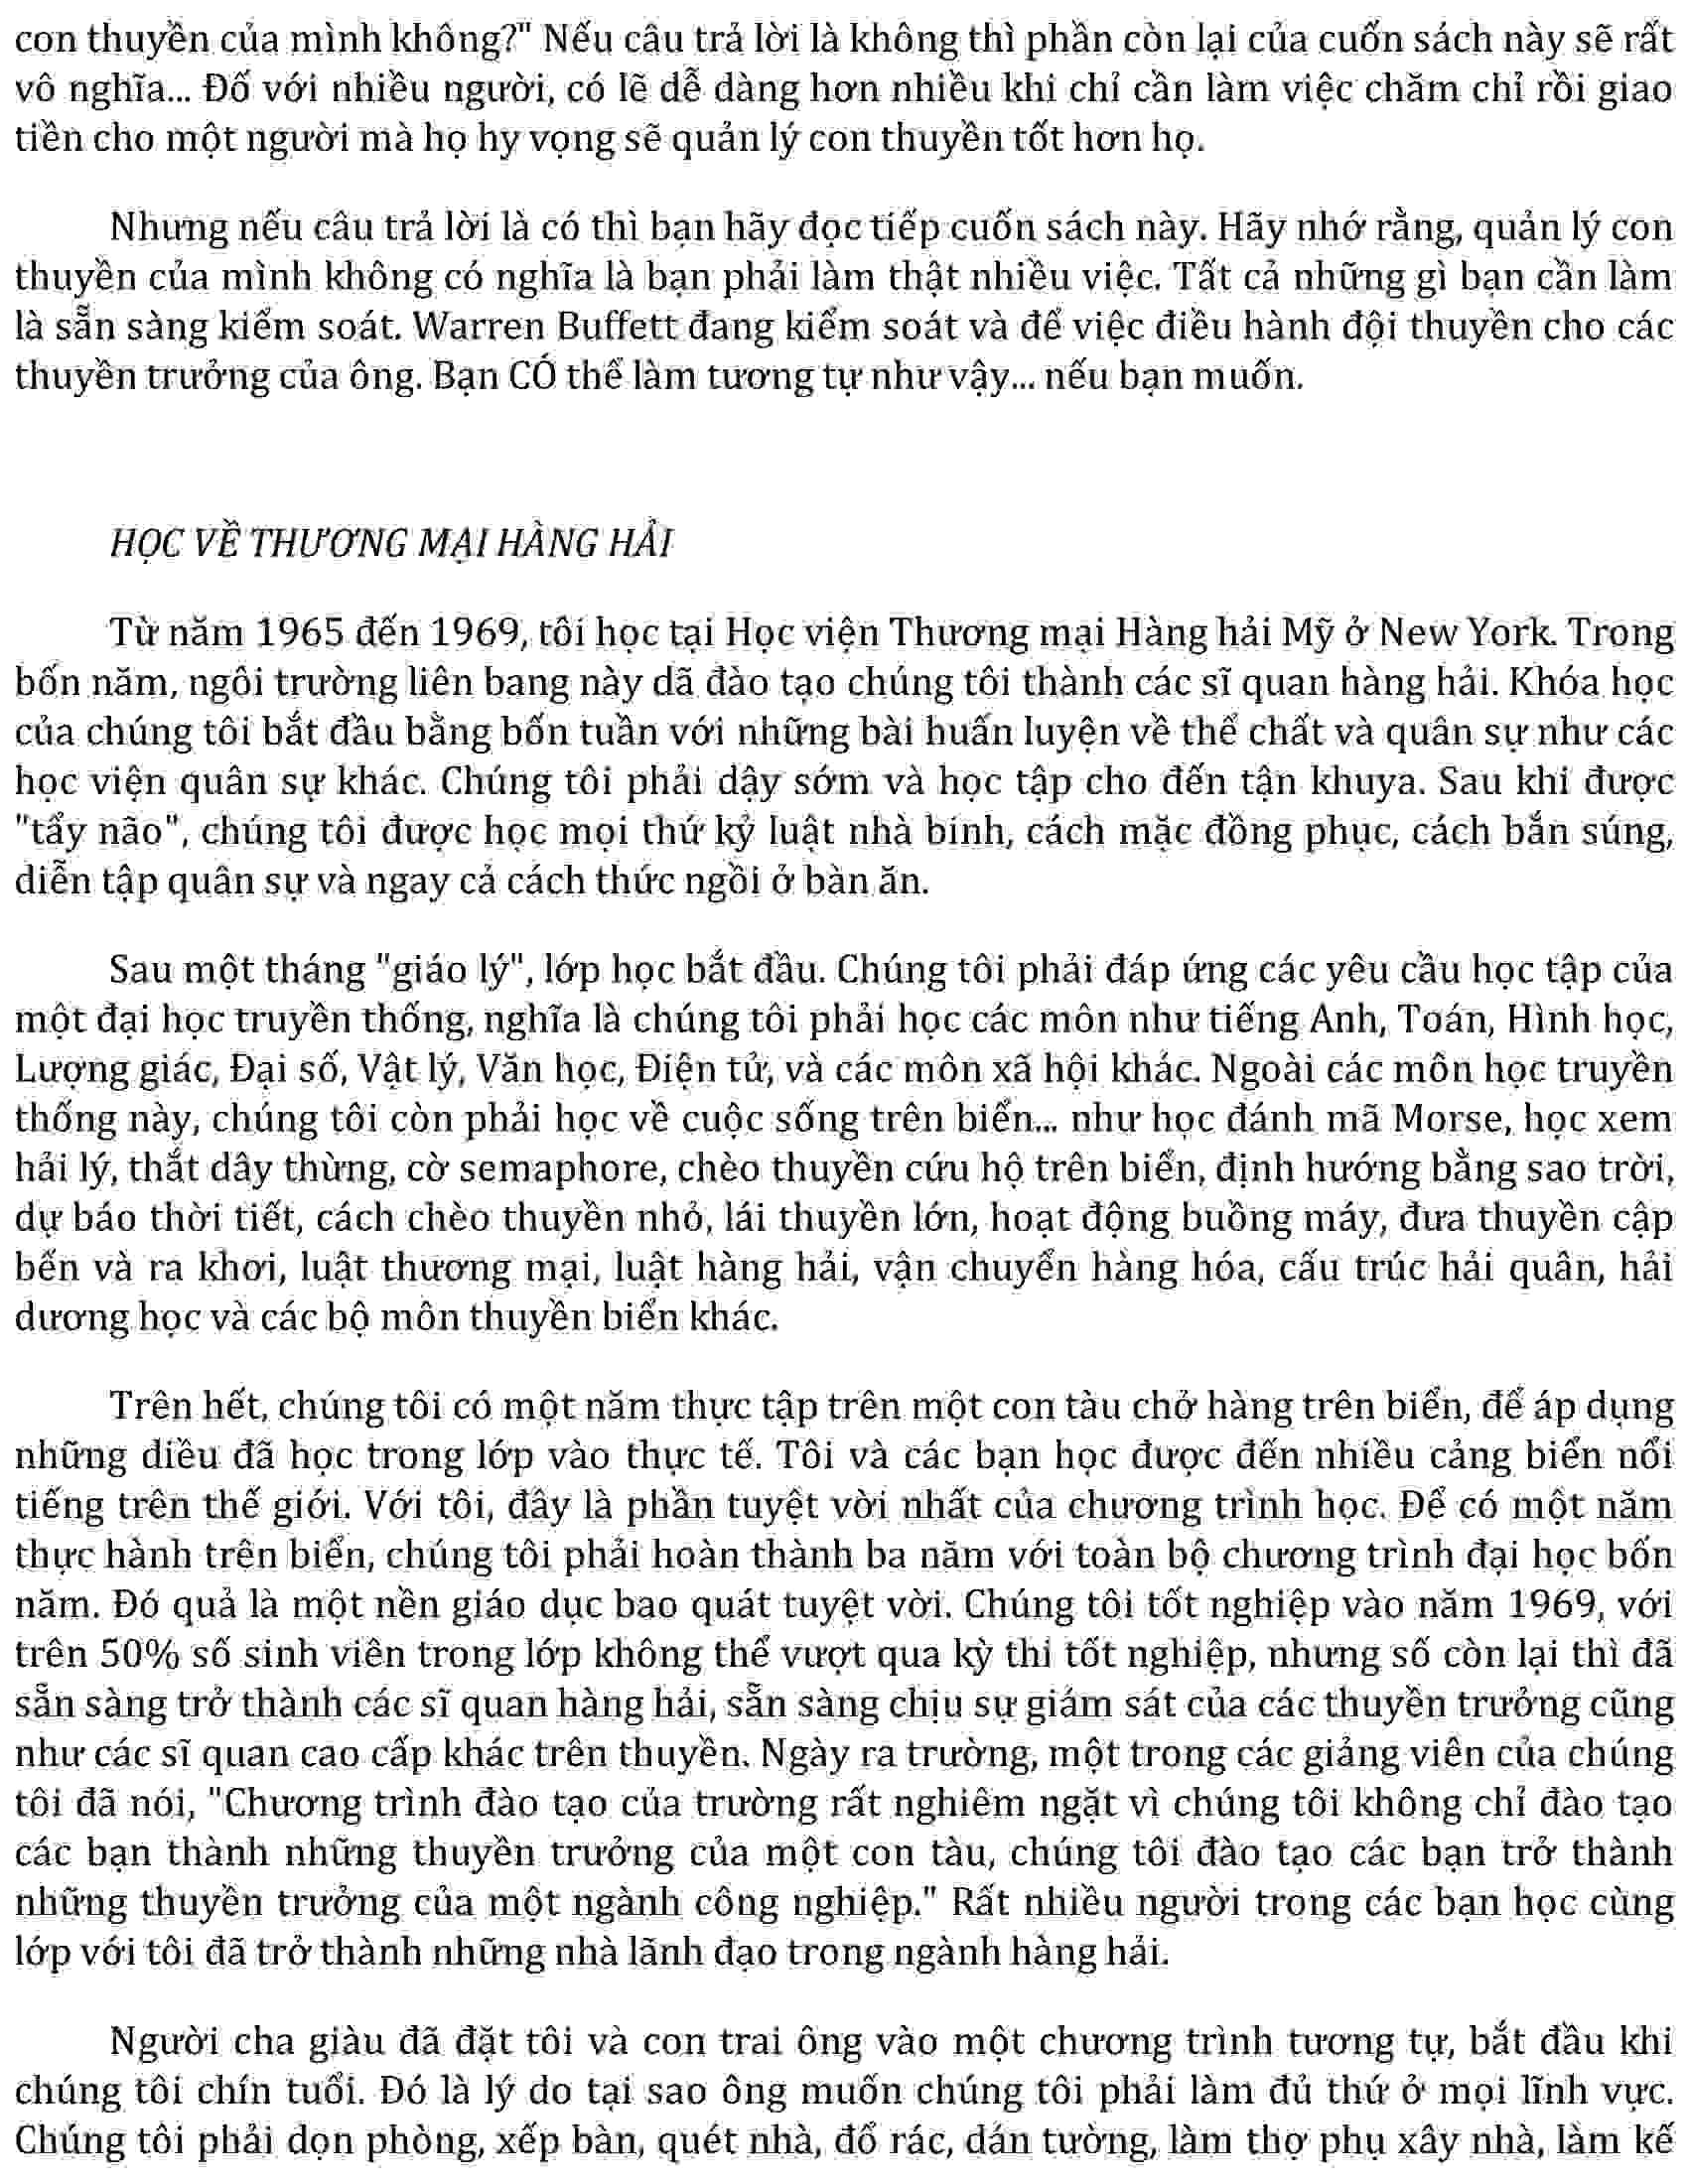 con thuyền của mình không?" Nếu câu trả lời là không thì phần còn lại của cuốn sách này sẽ rất
vô nghĩa... Đố với nhiều người, có lẽ dễ dàng hơn nhiều khi chỉ cần làm việc chăm chỉ rồi giao
tiền cho một người mà họ hy vọng sẽ quản lý con thuyền tốt hơn họ.
Nhưng nếu câu trả lời là có thì bạn hãy đọc tiếp cuốn sách này. Hãy nhớ rằng, quản lý con
thuyền của mình không có nghĩa là bạn phải làm thật nhiều việc. Tất cả những gì bạn cần làm
là sẵn sàng kiểm soát. Warren Buffett đang kiểm soát và để việc điều hành đội thuyền cho các
thuyền trưởng của ông. Bạn CÓ thể làm tương tự như vậy... nếu bạn muốn.
HỌC VỀ THƯƠNG MẠI HÀNG HẢI
Từ năm 1965 đến 1969, tôi học tại Học viện Thương mại Hàng hải Mỹ ở New York. Trong
bốn năm, ngôi trường liên bang này dã đào tạo chúng tôi thành các sĩ quan hàng hải. Khóa học
của chúng tôi bắt đầu bằng bốn tuần với những bài huấn luyện về thể chất và quân sự như các
học viện quân sự khác. Chúng tôi phải dậy sớm và học tập cho đến tận khuya. Sau khi được
"tẩy não", chúng tôi được học mọi thứ kỷ luật nhà binh, cách mặc đồng phục, cách bắn súng,
diễn tập quân sự và ngay cả cách thức ngồi ở bàn ăn.
Sau một tháng "giáo lý", lớp học bắt đầu. Chúng tôi phải đáp ứng các yêu cầu học tập của
một đại học truyền thống, nghĩa là chúng tôi phải học các môn như tiếng Anh, Toán, Hình học,
Lượng giác, Đại số, Vật lý, Văn học, Điện tử, và các môn xã hội khác. Ngoài các môn học truyền
thống này, chúng tôi còn phải học về cuộc sống trên biển... như học đánh mã Morse, học xem
hải lý, thắt dây thừng, cờ semaphore, chèo thuyền cứu hộ trên biển, định hướng bằng sao trời,
dự báo thời tiết, cách chèo thuyền nhỏ, lái thuyền lớn, hoạt động buồng máy, đưa thuyền cập
bến và ra khơi, luật thương mại, luật hàng hải, vận chuyển hàng hóa, cấu trúc hải quân, hải
dương học và các bộ môn thuyền biển khác.
Trên hết, chúng tôi có một năm thực tập trên một con tàu chở hàng trên biển, để áp dụng
những điều đã học trong lớp vào thực tế. Tôi và các bạn học được đến nhiều cảng biển nổi
tiếng trên thế giới. Với tôi, đây là phần tuyệt vời nhất của chương trình học. Để có một năm
thực hành trên biển, chúng tôi phải hoàn thành ba năm với toàn bộ chương trình đại học bốn
năm. Đó quả là một nền giáo dục bao quát tuyệt vời. Chúng tôi tốt nghiệp vào năm 1969, với
trên 50% số sinh viên trong lớp không thể vượt qua kỳ thi tốt nghiệp, nhưng số còn lại thì đã
sẵn sàng trở thành các sĩ quan hàng hải, sẵn sàng chịu sự giám sát của các thuyền trưởng cũng
như các sĩ quan cao cấp khác trên thuyền. Ngày ra trường, một trong các giảng viên của chúng
tôi đã nói, "Chương trình đào tạo của trường rất nghiêm ngặt vì chúng tôi không chỉ đào tạo
các bạn thành những thuyền trưởng của một con tàu, chúng tôi đào tạo các bạn trở thành
những thuyền trưởng của một ngành công nghiệp." Rất nhiều người trong các bạn học cùng
lớp với tôi đã trở thành những nhà lãnh đạo trong ngành hàng hải.
Người cha giàu đã đặt tôi và con trai ông vào một chương trình tương tự, bắt đầu khi
chúng tôi chín tuổi. Đó là lý do tại sao ông muốn chúng tôi phải làm đủ thứ ở mọi lĩnh vực.
Chúng tôi phải dọn phòng, xếp bàn, quét nhà, đổ rác, dán tường, làm thợ phụ xây nhà, làm kế